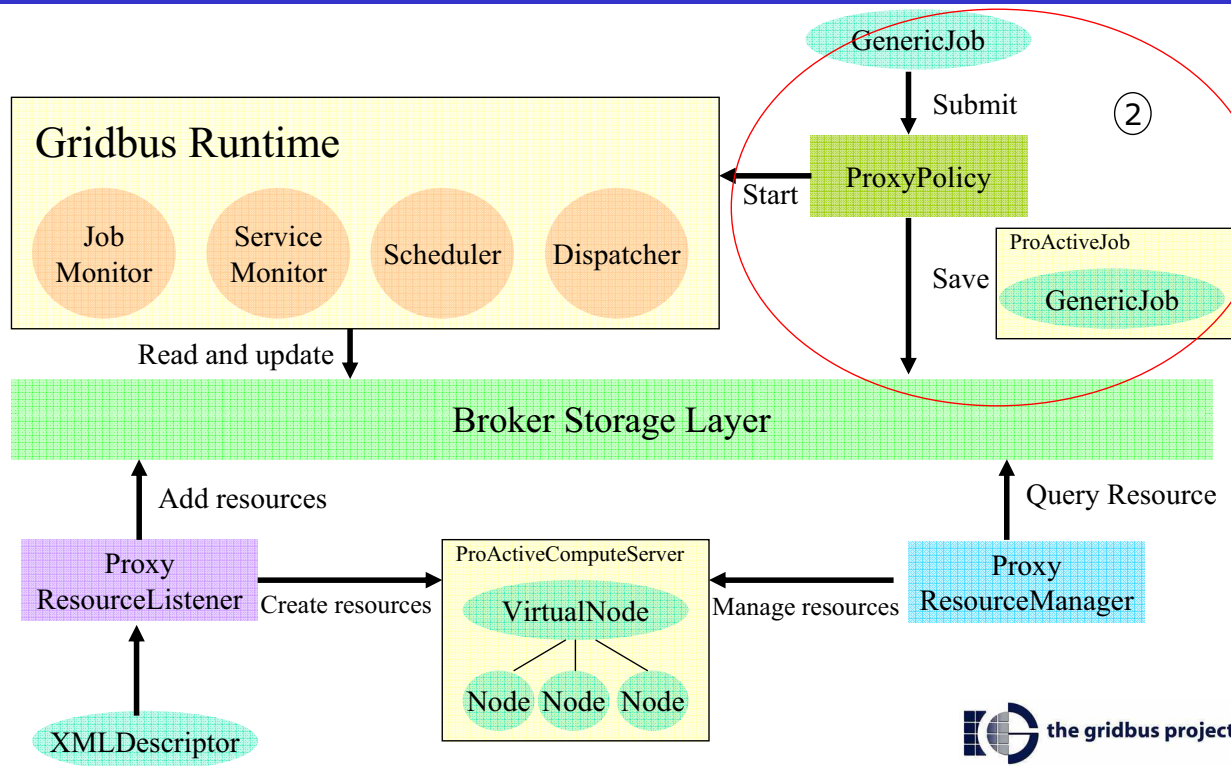 GenericJob
Submit
②
Gridbus Runtime
ProxyPolicy
Start
Job
Monitor
Service
Monitor
Scheduler
Dispatcher
ProActiveJob
Save
GenericJob
Read and update
Broker Storage Layer
Add resources
Query Resource
ProActiveComputeServer
Proxy
ResourceListener
Create resources
VirtualNode
Manage resources
Proxy
ResourceManager
Node Node Node
XMLDescriptor
the gridbus project